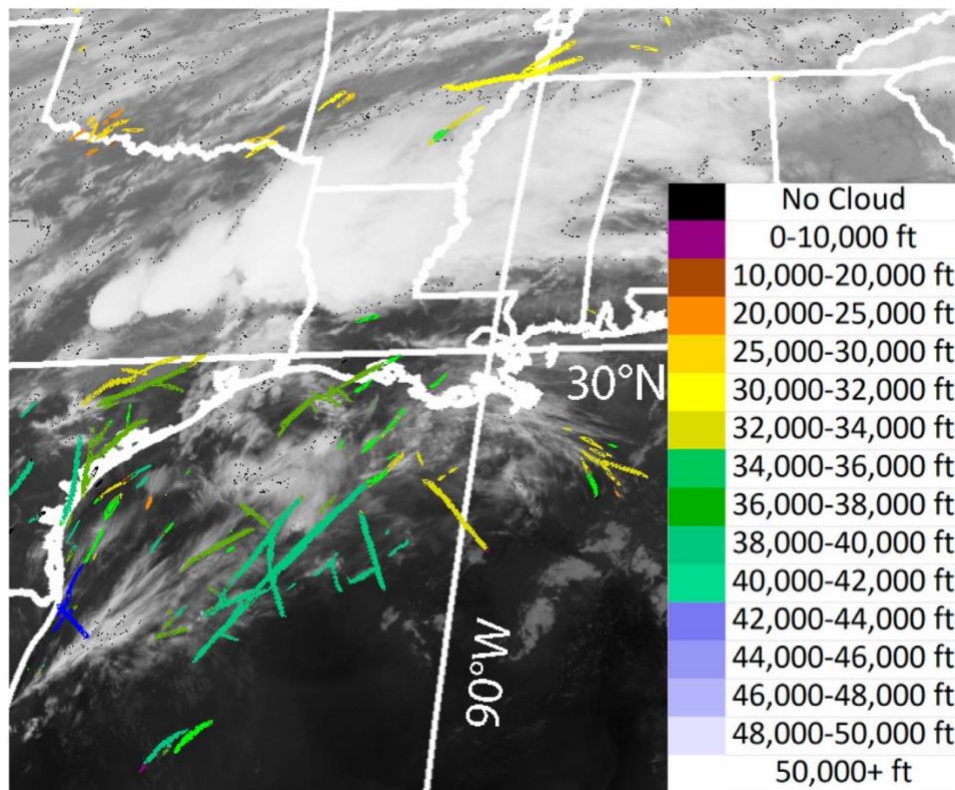 No Cloud
0-10,000 ft
10,000-20,000 ft
20,000-25,000 ft
25,000-30,000 ft
30,000-32,000 ft
32,000-34,000 ft
34,000-36,000 ft
36,000-38,000 ft
38,000-40,000 ft
40,000-42,000 ft
42,000-44,000 ft
44,000-46,000 ft
46,000-48,000 ft
48,000-50,000 ft
50,000+ ft
30°N
90°W